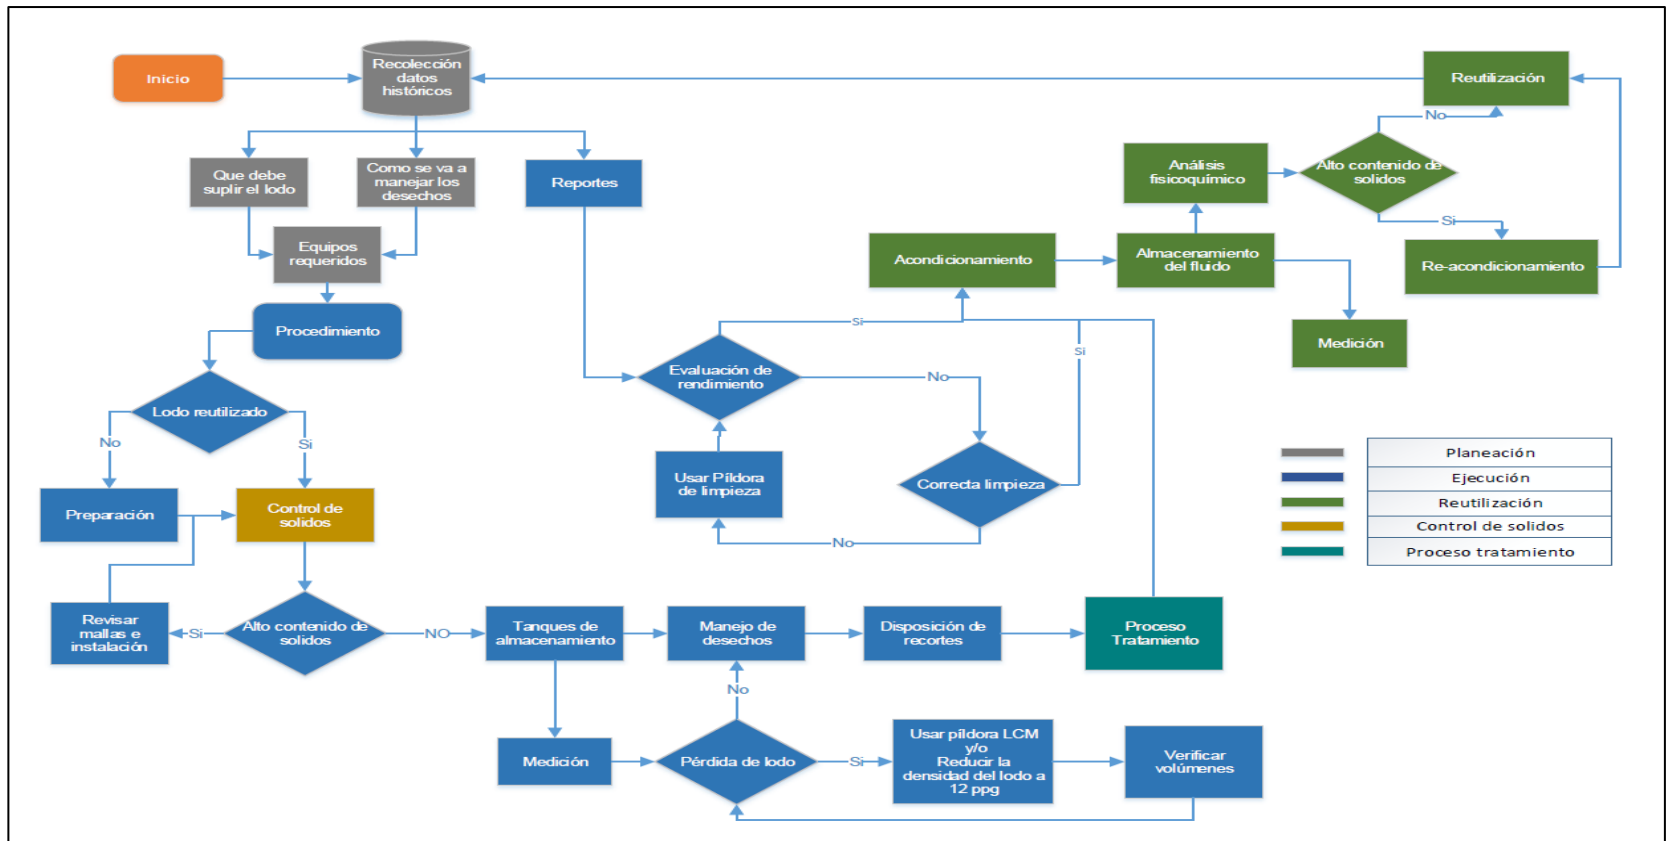 Inicio
Recolección
datos
históricos
Reutilización
No
Que debe
suplir el lodo
Como se va a
manejar los
desechos
Reportes
Análisis
fisicoquímico
Alto contenido de
solidos
Si
Equipos
requeridos
Acondicionamiento
Almacenamiento
del fluido
Re-acondicionamiento
Procedimiento
Si
Medición
Si
Evaluación de
rendimiento
No
Lodo reutilizado
No
Si
Usar Píldora
de limpieza
Correcta limpieza
No
Planeación
Ejecución
Reutilización
Control de solidos
Proceso tratamiento
Preparación
Control de
solidos
Revisar
mallas e
instalación
Si
Alto contenido de
solidos
NO
Tanques de
almacenamiento
Manejo de
desechos
Disposición de
recortes
Proceso
Tratamiento
No
Medición
Pérdida de lodo
Si
Usar píldora LCM
y/o
Reducir la
densidad del lodo a
12 ppg
Verificar
volúmenes